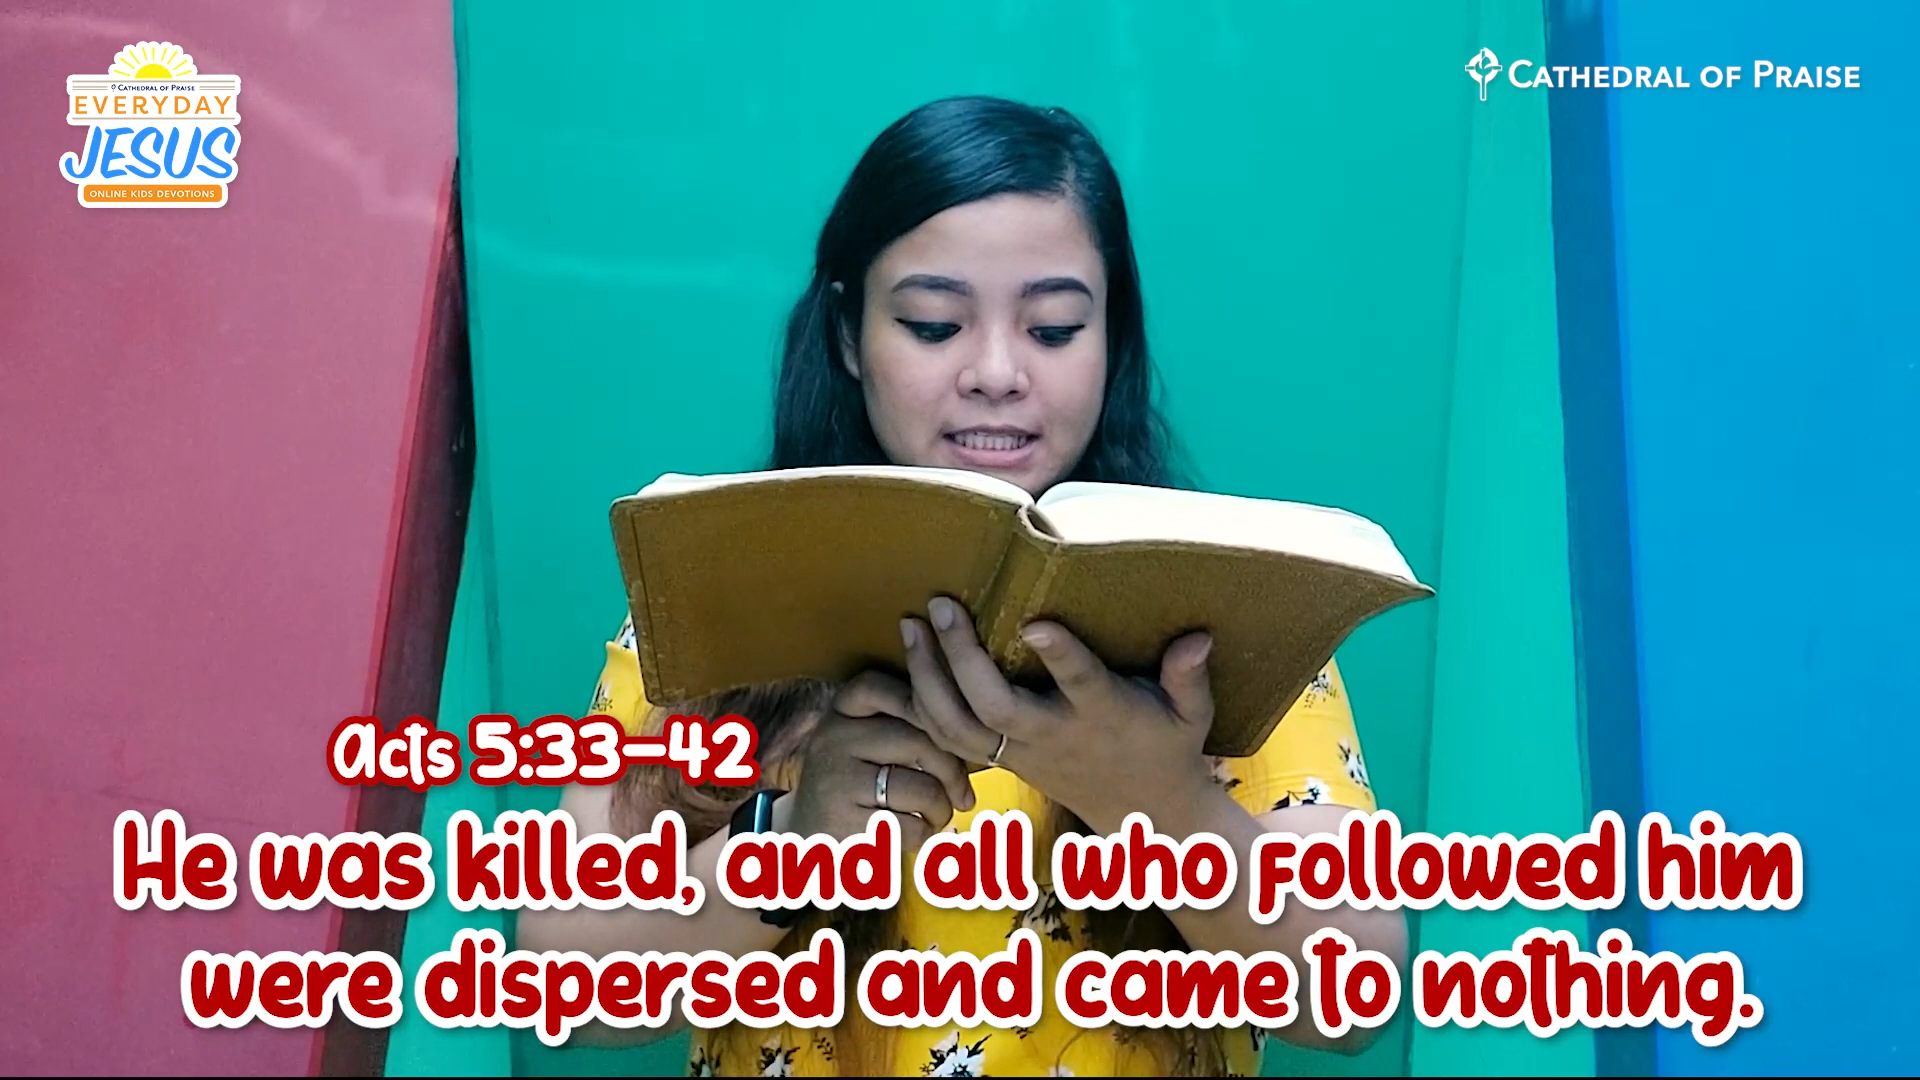 CATHEDRAL OF PRAISE
EVERYDAY
JESUS
ONLINE KIDS DEVOTIONS
CATHEDRAL OF PRAISE
Acts 5:33-42
He was killed, and all who followed him
were dispersed and came to nothing.